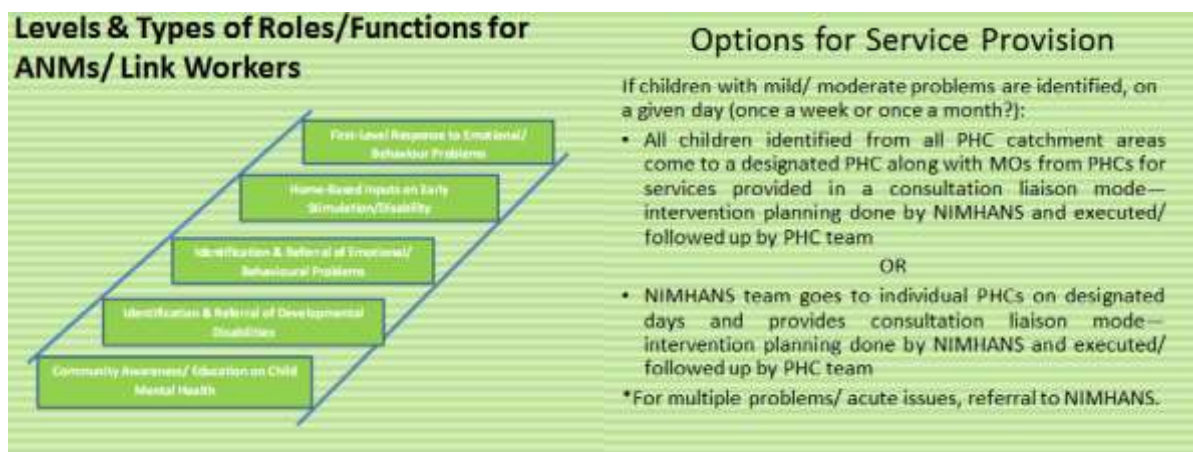 Levels & Types of Roles/Functions for
ANMs/ Link Workers
First-Level Response to Emotional/
Behaviour Problems
Home-Based Inputs on Early
Stimulation/Disability
Identification & Referral of Emotional/
Behavioural Problems
Identification & Referral of Developmental
Disabilities
Community Awareness/ Education on Child
Mental Health
Options for Service Provision
If children with mild/ moderate problems are identified, on
a given day (once a week or once a month?):
• All children identified from all PHC catchment areas
come to a designated PHC along with MOs from PHCs for
services provided in a consultation liaison mode—
intervention planning done by NIMHANS and executed/
followed up by PHC team
OR
• NIMHANS team goes to individual PHCs on designated
days and provides consultation liaison mode—
intervention planning done by NIMHANS and executed/
followed up by PHC team
*For multiple problems/ acute issues, referral to NIMHANS.